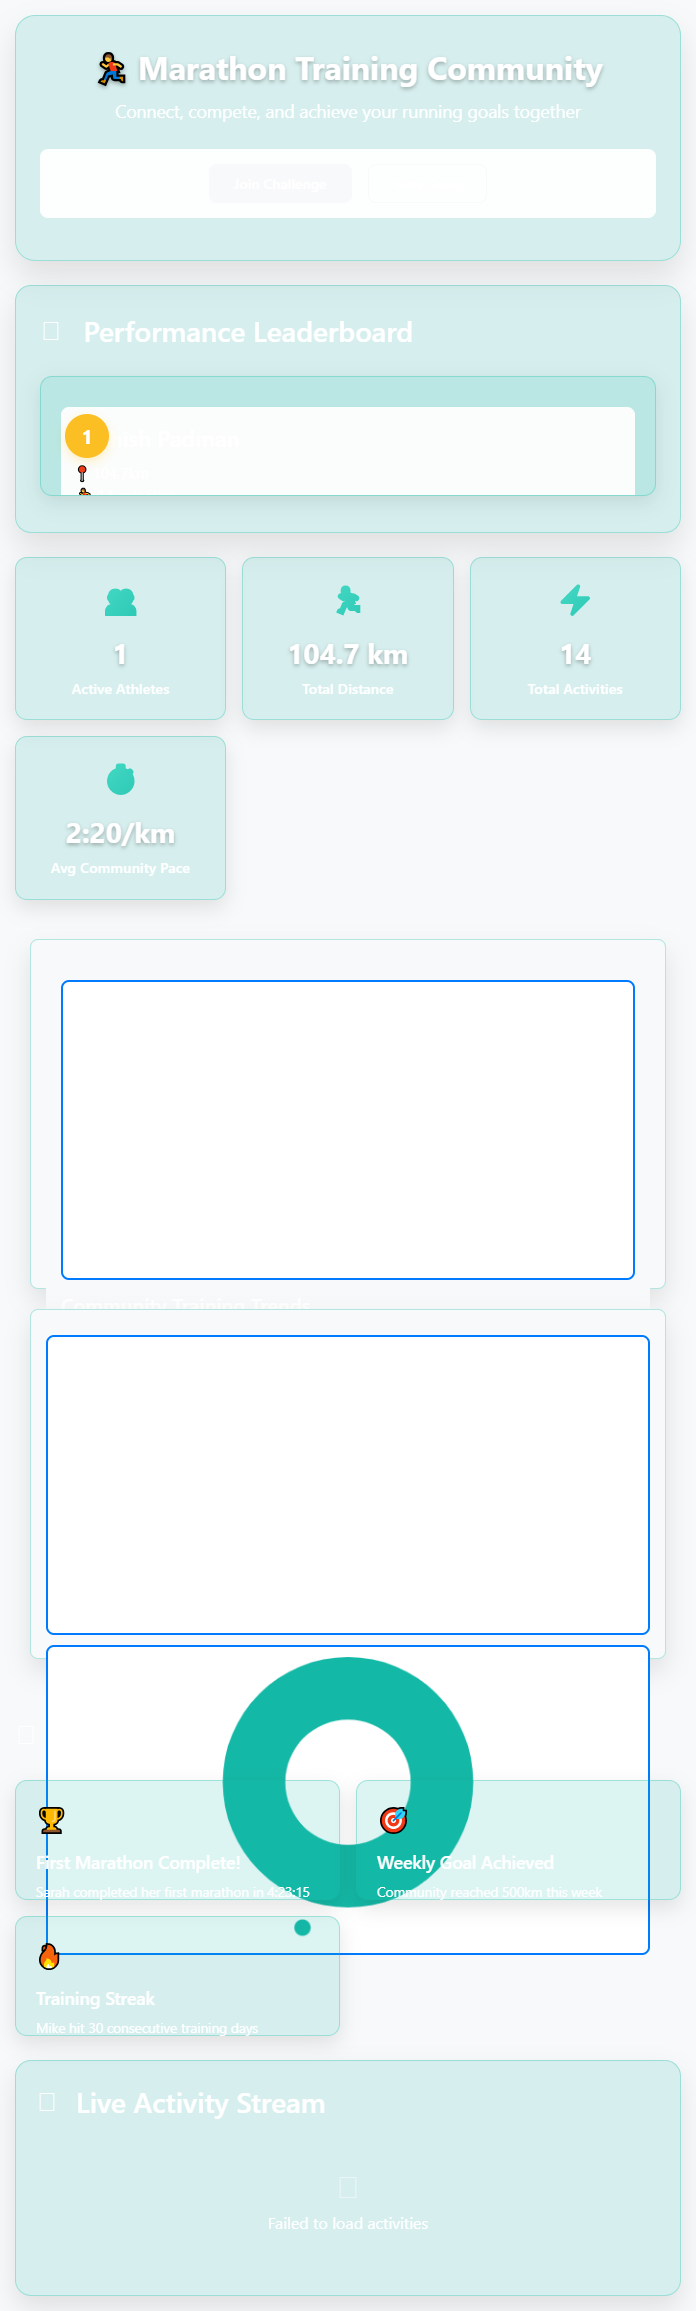 Marathon Training Community
Connect, compete, and achieve your running goals together
Join Challenge
Performance Leaderboard
1
Padman
1
Active Athletes
104.7 km
Total Distance
14
Total Activities
2:20/km
Avg Community Pace
Community Training Trends
First Marathon Complete!
Sarah completed her first marathon in 4:23:15
Weekly Goal Achieved
Community reached 500km this week
Training Streak
Mike hit 30 consecutive training days
Live Activity Stream
Failed to load activities